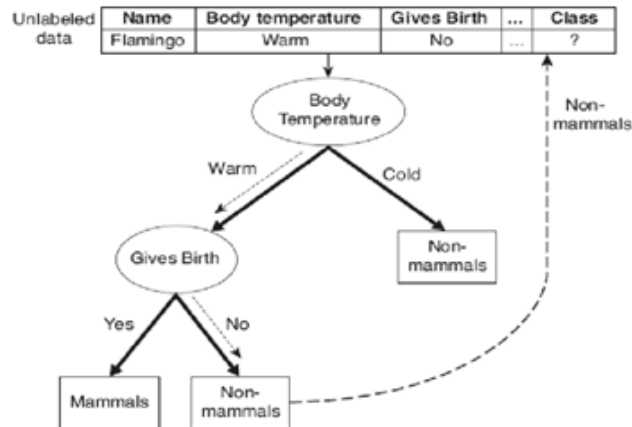 Unlabeled data
Name Body temperature Gives Birth ... Class
Flamingo Warm No ... ?
Body
Temperature
Non-
mammals
Warm
Cold
Gives Birth
Non-
mammals
Yes
No
Mammals
Non-
mammals